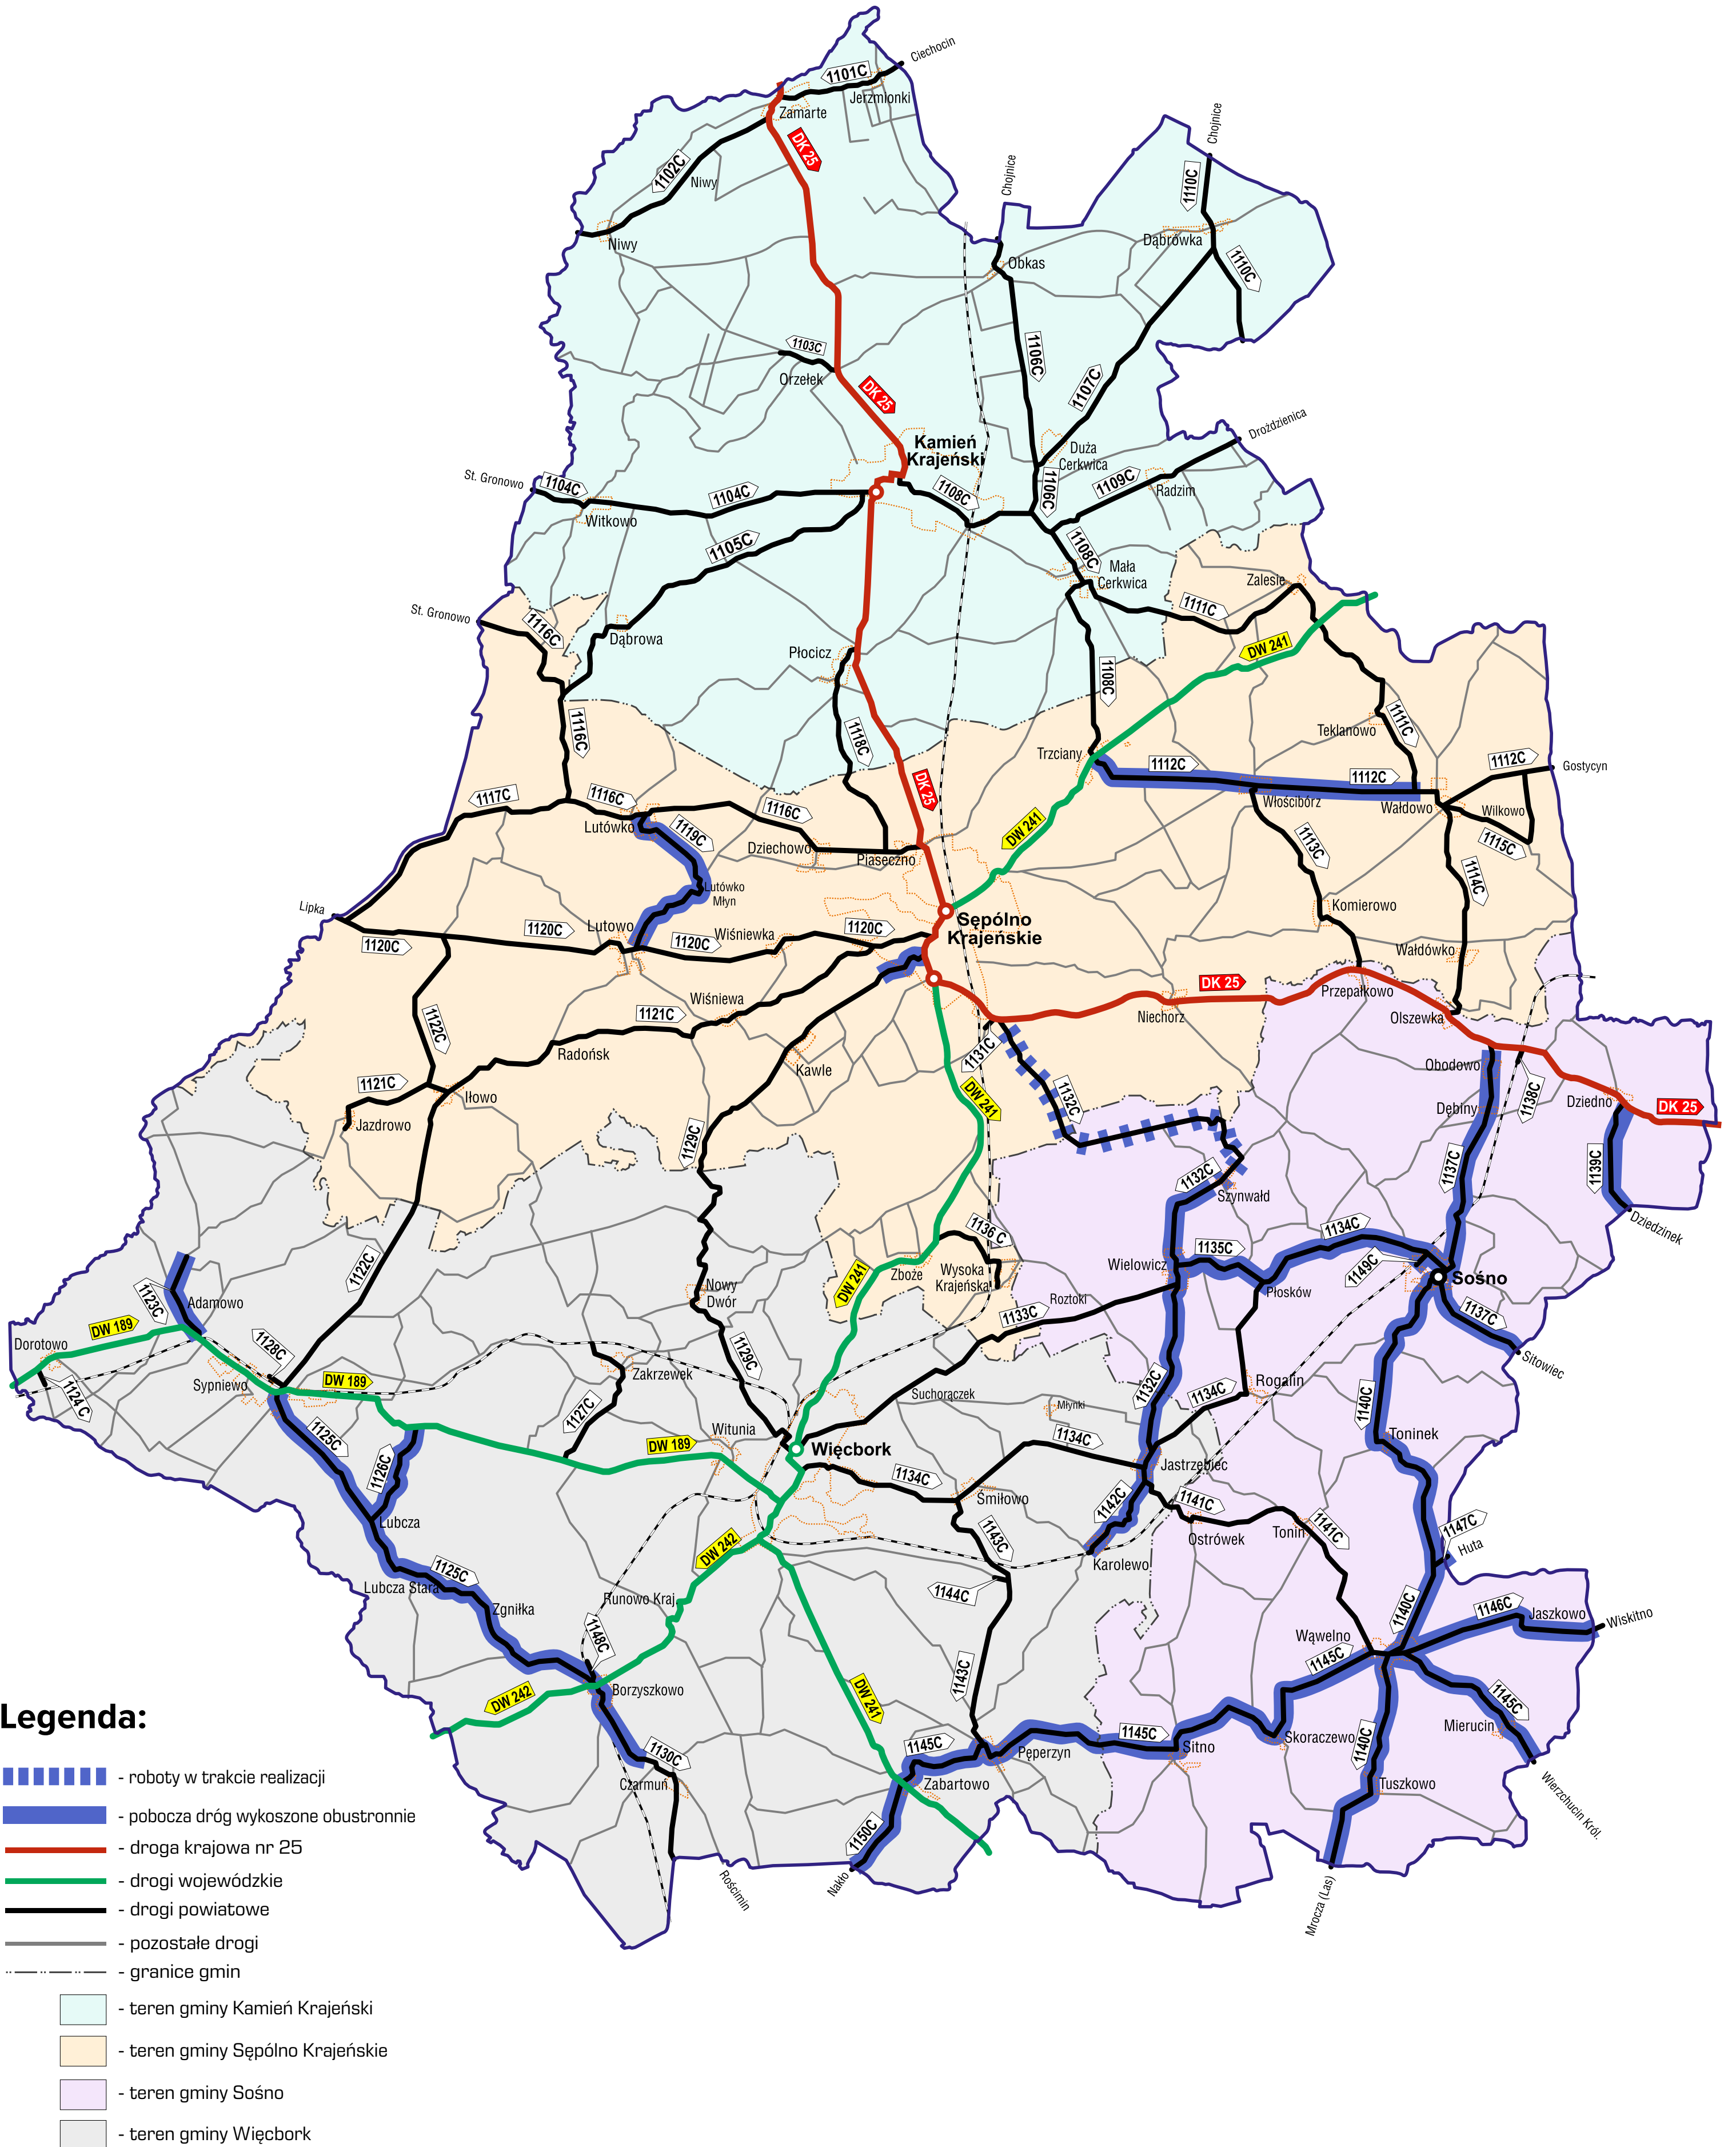 Ciechocin
1101C
Jerzmionki
Zamarte
DK 25
1102C
Niwy
Niwy
Chojnice
Chojnice
1110C
Dąbrówka
1110C
Obkas
1103C
Orzełek
1106C
1107C
DK 25
Kamień
Krajeński
Drożdzienica
Duża
Cerkwica
St. Gronowo
1104C
1104C
1108C
1106C
1109C
Radzim
Witkowo
1105C
1108C
Mała
Cerkwica
Zalesie
St. Gronowo
1116C
1111C
Dąbrowa
Płocicz
DW 241
1108C
1116C
1118C
Teklanowo
1111C
Trzciany
1112C
1112C
1112C
Gostycyn
DK 25
1117C
1116C
1116C
Włościbórz
Wałdowo
Wilkowo
Lutówko
1119C
DW 241
1113C
1115C
Dziechowo
Piaseczno
Lutówko
Młyn
1114C
Lipka
Komierowo
Sępólno
Krajeńskie
Lutowo
1120C
1120C
1120C
Wiśniewka
1120C
Wałdówko
DK 25
Przepałkowo
Wiśniewa
1121C
Niechorz
Olszewka
1122C
Radońsk
1131C
Kawle
Obodowo
1121C
Iłowo
DW 241
1132C
Dębiny
1138C
Dziedno
DK 25
Jazdrowo
1129C
1137C
1139C
1132C
Szynwałd
Dziedzinek
1136 C
1134C
1135C
1122C
Wielowicz
1149C
Zboże
Wysoka
Krajeńska
Sośno
Płosków
DW 241
Nowy
Dwór
Roztoki
1133C
1123C
Adamowo
1137C
DW 189
Dorotowo
1128C
1129C
Sitowiec
Zakrzewek
Sypniewo
DW 189
1124 C
Suchorączek
1132C
1134C
Rogalin
1140C
Młynki
1127C
Witunia
1125C
DW 189
Więcbork
1134C
Toninek
1126C
1134C
Jastrzębiec
Śmiłowo
1142C
1141C
Lubcza
1143C
Ostrówek
Tonin
1141C
1147C
Huta
DW 242
Karolewo
1125C
Lubcza Stara
1144C
Runowo Kraj.
Zgniłka
1140C
1146C
Jaszkowo
Wiskitno
1148C
Wąwelno
1145C
1143C
Borzyszkowo
DW 242
DW 241
1145C
Mierucin
1145C
1145C
Skoraczewo
1140C
Sitno
Pęperzyn
1130C
Czarmuń
Zabartowo
Tuszkowo
Wierzchucin Król.
1150C
Nakło
Rościmin
Mrocza (Las)
Legenda:
- roboty w trakcie realizacji
- pobocza dróg wykoszone obustronnie
- droga krajowa nr 25
- drogi wojewódzkie
- drogi powiatowe
- pozostałe drogi
- granice gmin
- teren gminy Kamień Krajeński
- teren gminy Sępólno Krajeńskie
- teren gminy Sośno
- teren gminy Więcbork